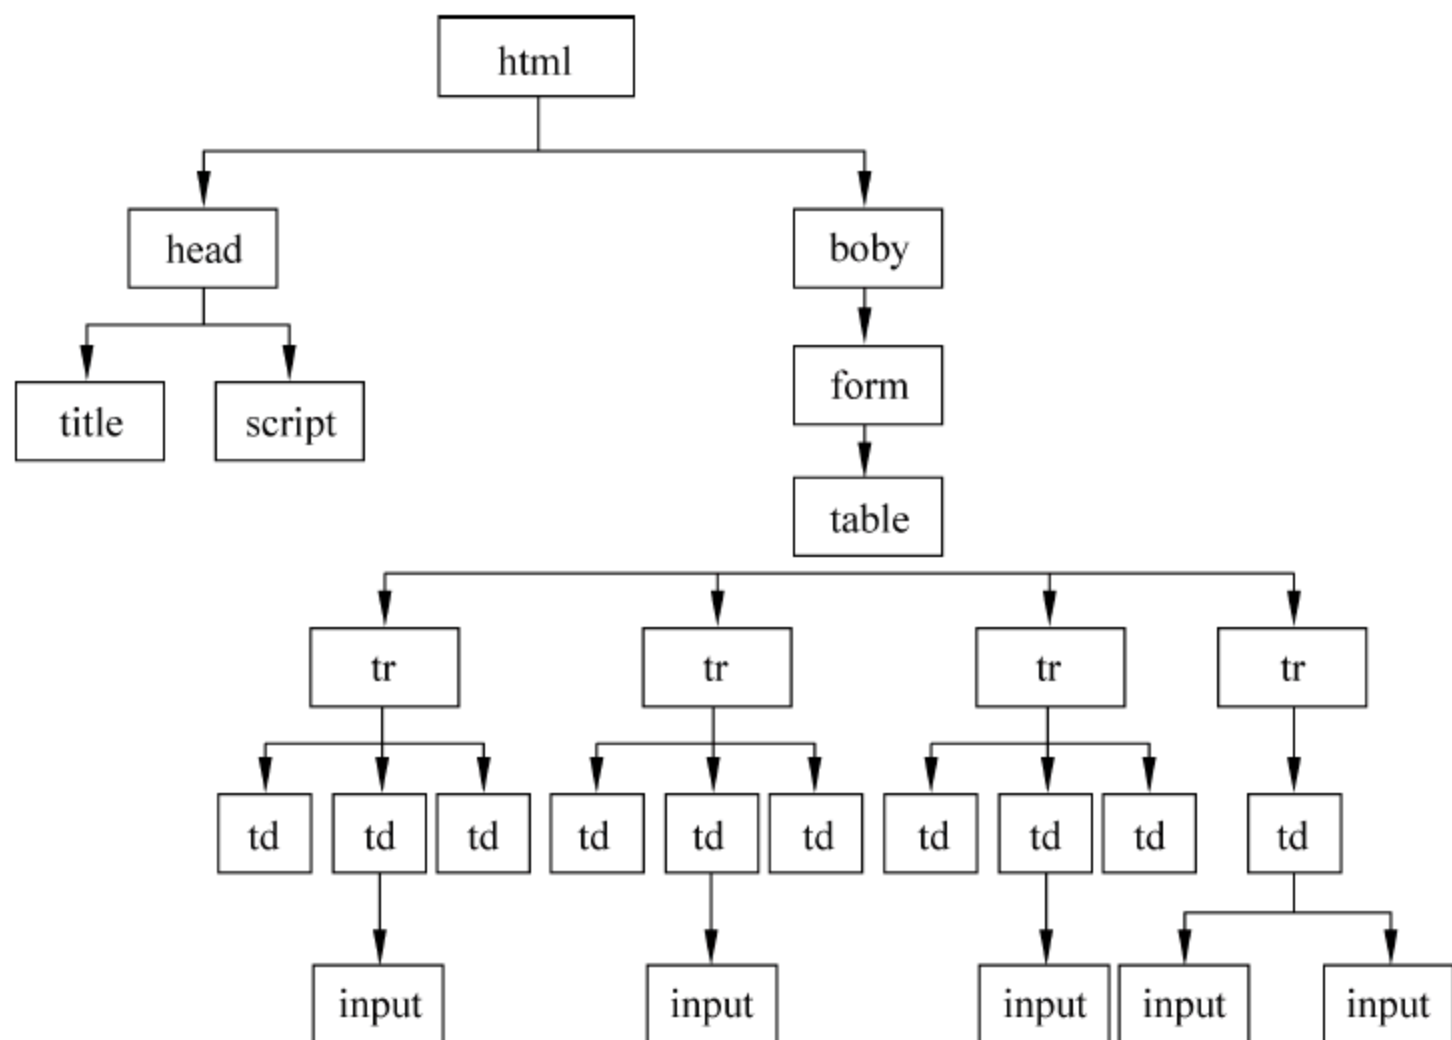 html
head
boby
form
title
script
table
tr tr tr tr
td td td td td td td td td td
input input input input input